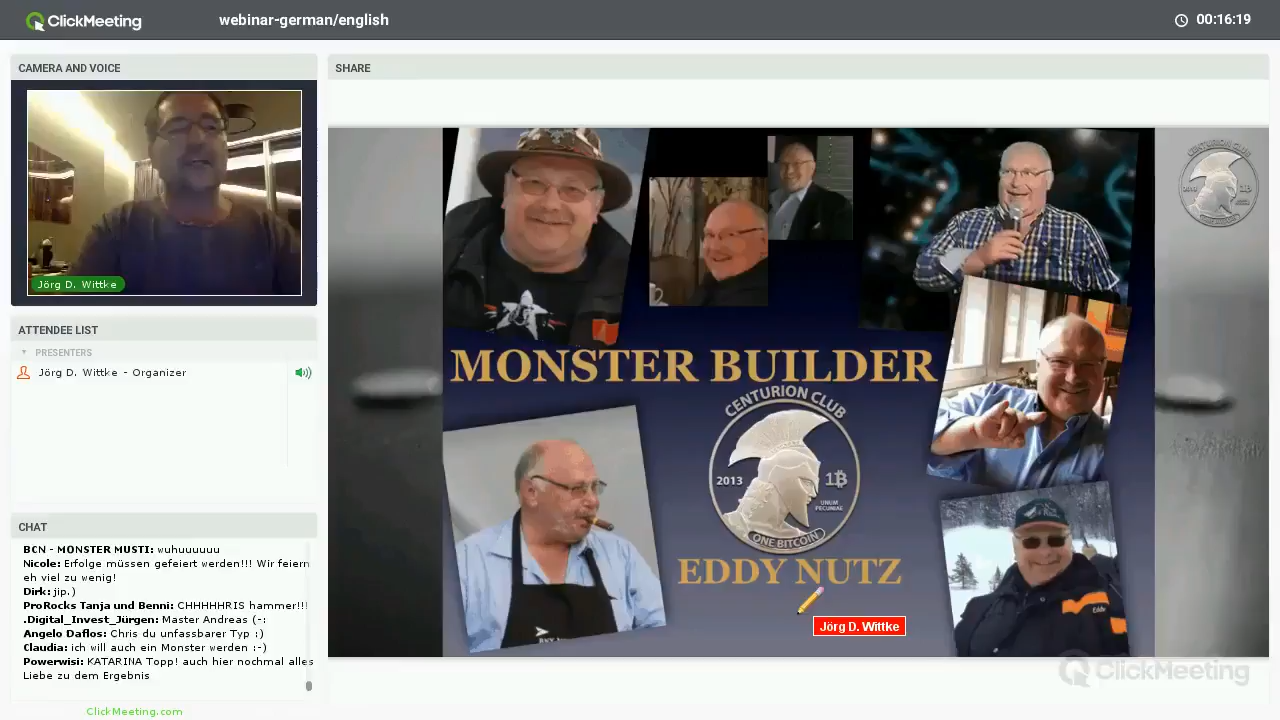 ClickMeeting
webinar-german/english
00:16:19
CAMERA AND VOICE
SHARE
Jörg D. Wittke
ATTENDEE LIST
PRESENTERS
Jörg D. Wittke - Organizer
CHAT
BCN - MONSTER MUSTI: wuhuuuuuu
Nicole: Erfolge müssen gefeiert werden!!! Wir feiern
eh viel zu wenig!
Dirk: jip.)
ProRocks Tanja und Benni: CHHHHHRIS hammer!!!
.Digital_Invest_Jürgen: Master Andreas (-:
Angelo Daflos: Chris du unfassbarer Typ :)
Claudia: ich will auch ein Monster werden :-)
Powerwisi: KATARINA Topp! auch hier nochmal alles
Liebe zu dem Ergebnis
ClickMeeting.com
CENTURION CLUB
MONSTER BUILDER
CENTURION CLUB
2013
1₿
UNUM
PECUNIAE
ONE BITCOIN
EDDY NUTZ
Jörg D. Wittke
ClickMeeting